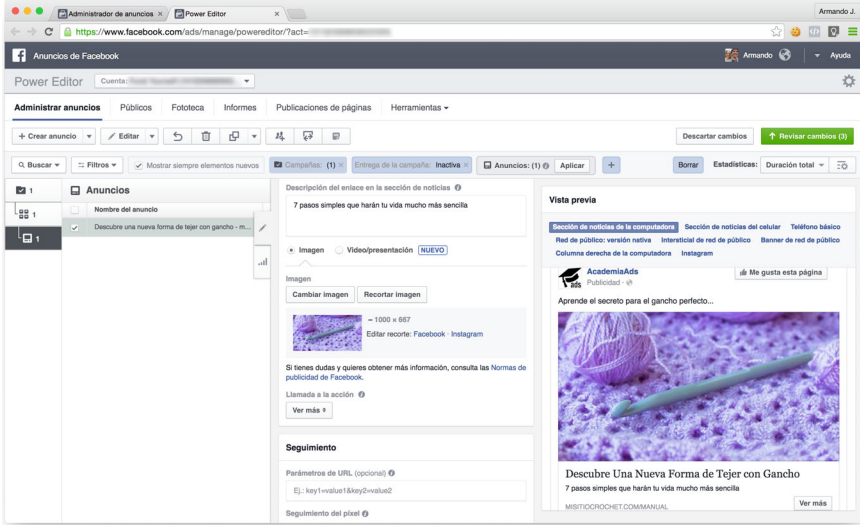 Administrador de anuncios
Power Editor
Armando J.
https://www.facebook.com/ads/manage/powereditor/?act=
Anuncios de Facebook
Armando
Ayuda
Power Editor
Cuenta:
Administrar anuncios
Públicos
Fototeca
Informes
Publicaciones de páginas
Herramientas
+ Crear anuncio
Editar
Descartar cambios
Revisar cambios (3)
Buscar
Filtros
Mostrar siempre elementos nuevos
Campañas: (1) ×
Entrega de la campaña: Inactiva ×
Anuncios: (1)
Aplicar
+
Borrar
Estadísticas:
Duración total
1
1
1
Anuncios
Nombre del anuncio
Descubre una nueva forma de tejer con gancho - m...
Descripción del enlace en la sección de noticias
7 pasos simples que harán tu vida mucho más sencilla
Imagen
Video/presentación
NUEVO
Imagen
Cambiar imagen
Recortar imagen
– 1000 × 667
Editar recorte: Facebook · Instagram
Si tienes dudas y quieres obtener más información, consulta las Normas de
publicidad de Facebook.
Llamada a la acción
Ver más
Seguimiento
Parámetros de URL (opcional)
Ej.: key1=value1&key2=value2
Seguimiento del píxel
Vista previa
Sección de noticias de la computadora
Sección de noticias del celular
Teléfono básico
Red de público: versión nativa
Intersticial de red de público
Banner de red de público
Columna derecha de la computadora
Instagram
ads
AcademiaAds
Publicidad ·
Me gusta esta página
Aprende el secreto para el gancho perfecto...
Descubre Una Nueva Forma de Tejer con Gancho
7 pasos simples que harán tu vida mucho más sencilla
MISITIOCROCHET.COM/MANUAL
Ver más